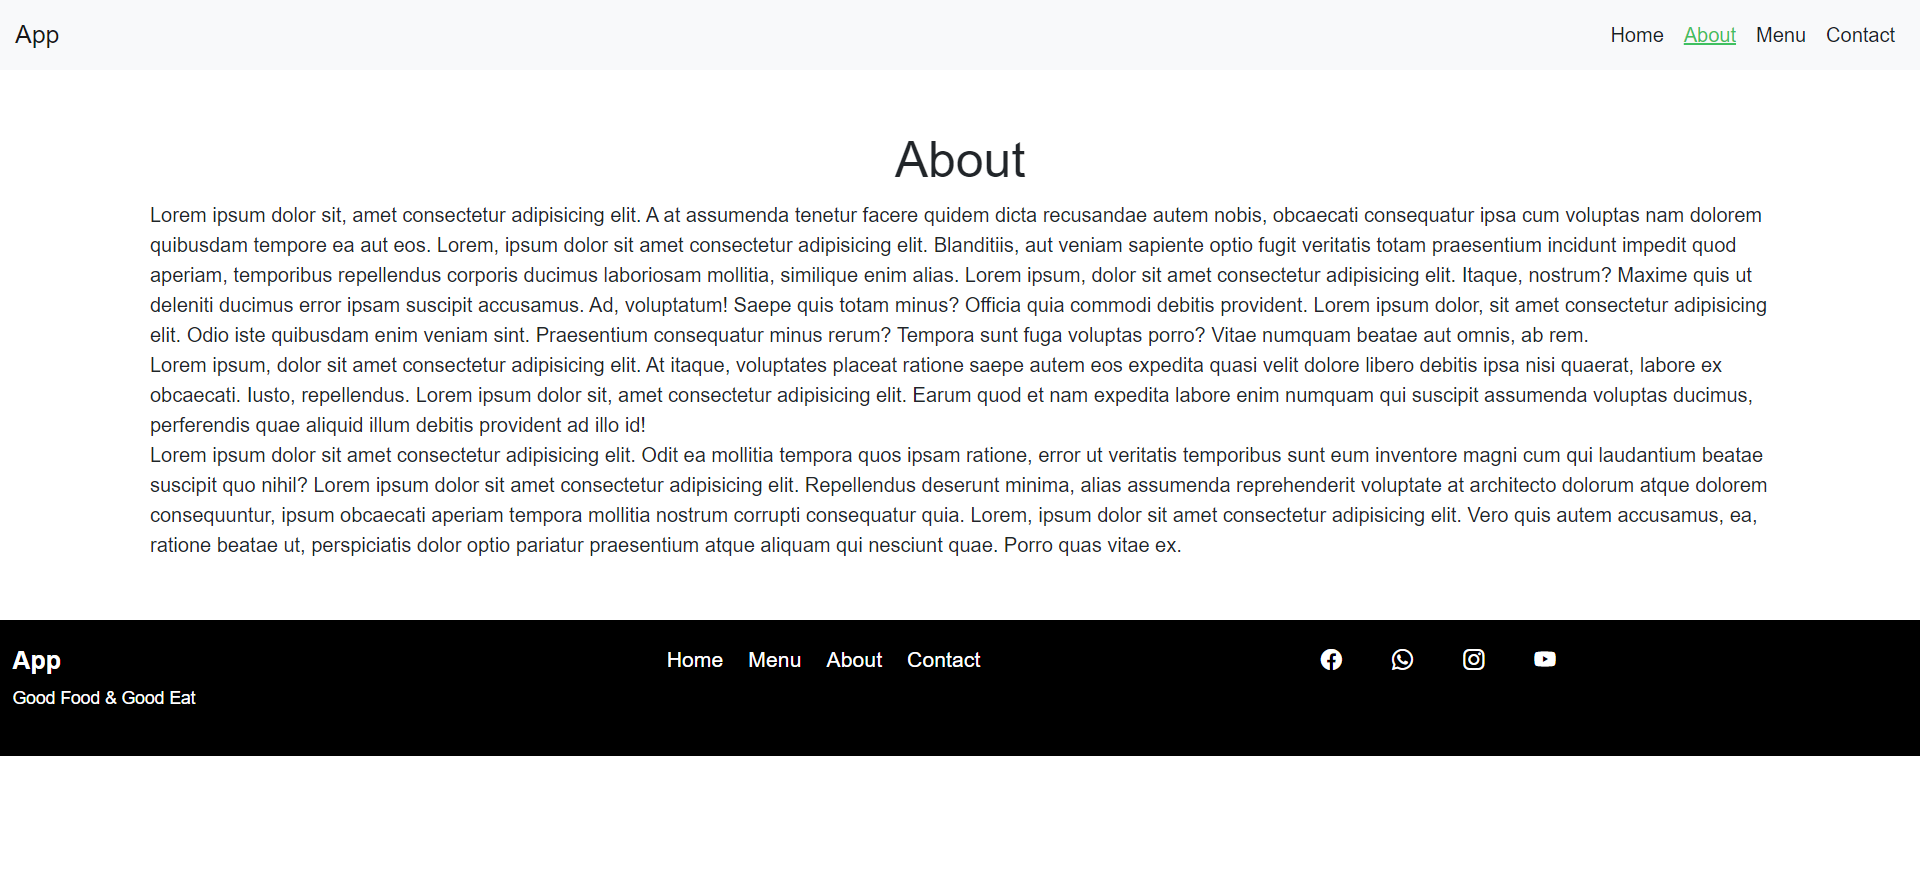 App
Home About Menu Contact
About
Lorem ipsum dolor sit, amet consectetur adipisicing elit. A at assumenda tenetur facere quidem dicta recusandae autem nobis, obcaecati consequatur ipsa cum voluptas nam dolorem
quibusdam tempore ea aut eos. Lorem, ipsum dolor sit amet consectetur adipisicing elit. Blanditiis, aut veniam sapiente optio fugit veritatis totam praesentium incidunt impedit quod
aperiam, temporibus repellendus corporis ducimus laboriosam mollitia, similique enim alias. Lorem ipsum, dolor sit amet consectetur adipisicing elit. Itaque, nostrum? Maxime quis ut
deleniti ducimus error ipsam suscipit accusamus. Ad, voluptatum! Saepe quis totam minus? Officia quia commodi debitis provident. Lorem ipsum dolor, sit amet consectetur adipisicing
elit. Odio iste quibusdam enim veniam sint. Praesentium consequatur minus rerum? Tempora sunt fuga voluptas porro? Vitae numquam beatae aut omnis, ab rem.
Lorem ipsum, dolor sit amet consectetur adipisicing elit. At itaque, voluptates placeat ratione saepe autem eos expedita quasi velit dolore libero debitis ipsa nisi quaerat, labore ex
obcaecati. Iusto, repellendus. Lorem ipsum dolor sit, amet consectetur adipisicing elit. Earum quod et nam expedita labore enim numquam qui suscipit assumenda voluptas ducimus,
perferendis quae aliquid illum debitis provident ad illo id!
Lorem ipsum dolor sit amet consectetur adipisicing elit. Odit ea mollitia tempora quos ipsam ratione, error ut veritatis temporibus sunt eum inventore magni cum qui laudantium beatae
suscipit quo nihil? Lorem ipsum dolor sit amet consectetur adipisicing elit. Repellendus deserunt minima, alias assumenda reprehenderit voluptate at architecto dolorum atque dolorem
consequuntur, ipsum obcaecati aperiam tempora mollitia nostrum corrupti consequatur quia. Lorem, ipsum dolor sit amet consectetur adipisicing elit. Vero quis autem accusamus, ea,
ratione beatae ut, perspiciatis dolor optio pariatur praesentium atque aliquam qui nesciunt quae. Porro quas vitae ex.
App
Good Food & Good Eat
Home Menu About Contact